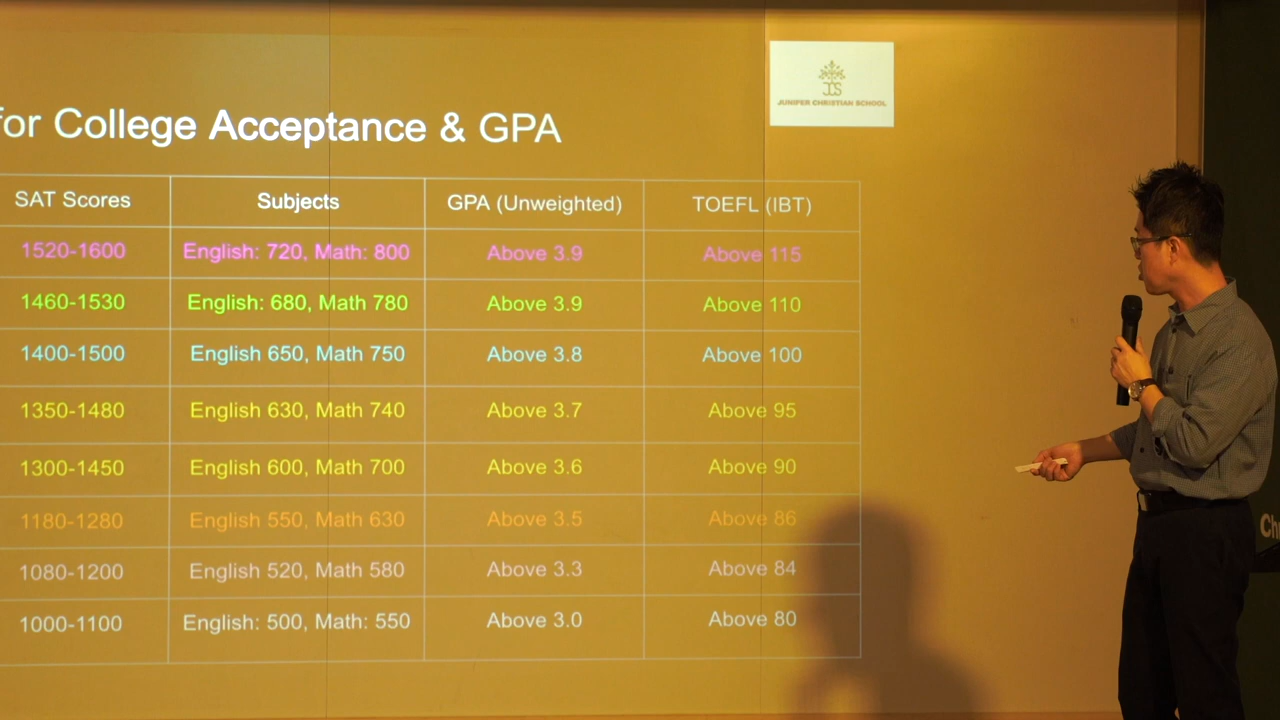 JCS
JUNIPER CHRISTIAN SCHOOL
for College Acceptance & GPA
SAT Scores Subjects GPA (Unweighted) TOEFL (IBT)
1520-1600 English: 720, Math: 800 Above 3.9 Above 115
1460-1530 English: 680, Math 780 Above 3.9 Above 110
1400-1500 English 650, Math 750 Above 3.8 Above 100
1350-1480 English 630, Math 740 Above 3.7 Above 95
1300-1450 English 600, Math 700 Above 3.6 Above 90
1180-1280 English 550, Math 630 Above 3.5 Above 86
1080-1200 English 520, Math 580 Above 3.3 Above 84
1000-1100 English: 500, Math: 550 Above 3.0 Above 80